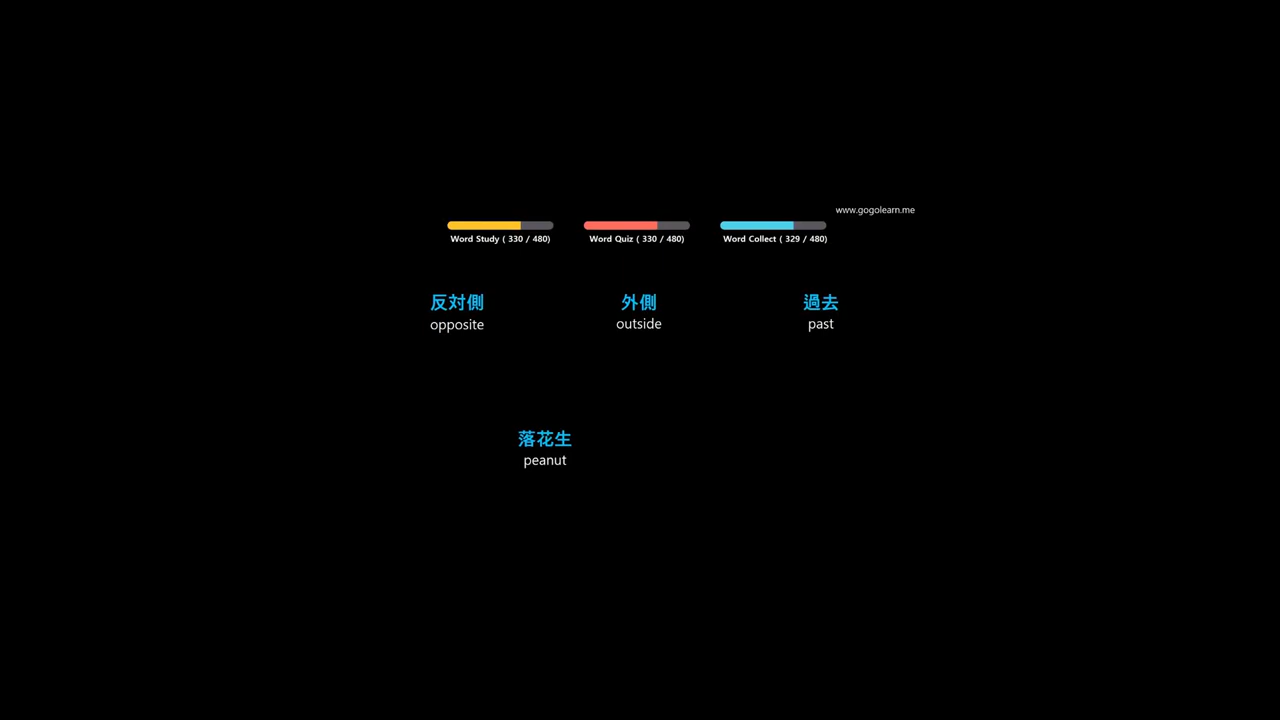 www.gogolearn.me
Word Study ( 330 / 480)
Word Quiz ( 330 / 480)
Word Collect ( 329 / 480)
反対側
opposite
外側
outside
過去
past
落花生
peanut